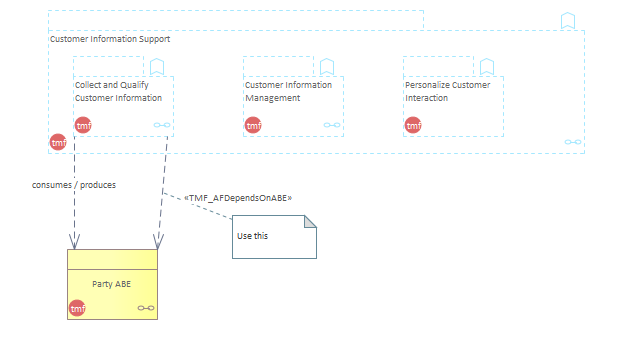 Customer Information Support
Collect and Qualify
Customer Information
tmf
Customer Information
Management
tmf
Personalize Customer
Interaction
tmf
tmf
consumes / produces
«TMF_AFDependsOnABE»
Use this
Party ABE
tmf